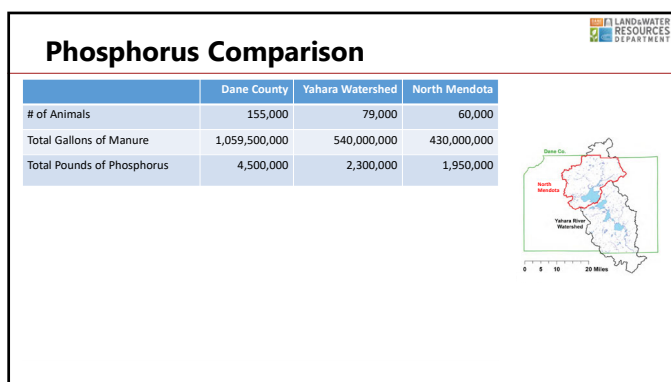 LAND&WATER
RESOURCES
DEPARTMENT
Phosphorus Comparison
Dane County Yahara Watershed North Mendota
# of Animals 155,000 79,000 60,000
Total Gallons of Manure 1,059,500,000 540,000,000 430,000,000
Total Pounds of Phosphorus 4,500,000 2,300,000 1,950,000
Dane Co.
North
Mendota
Yahara River
Watershed
0 5 10 20 Miles